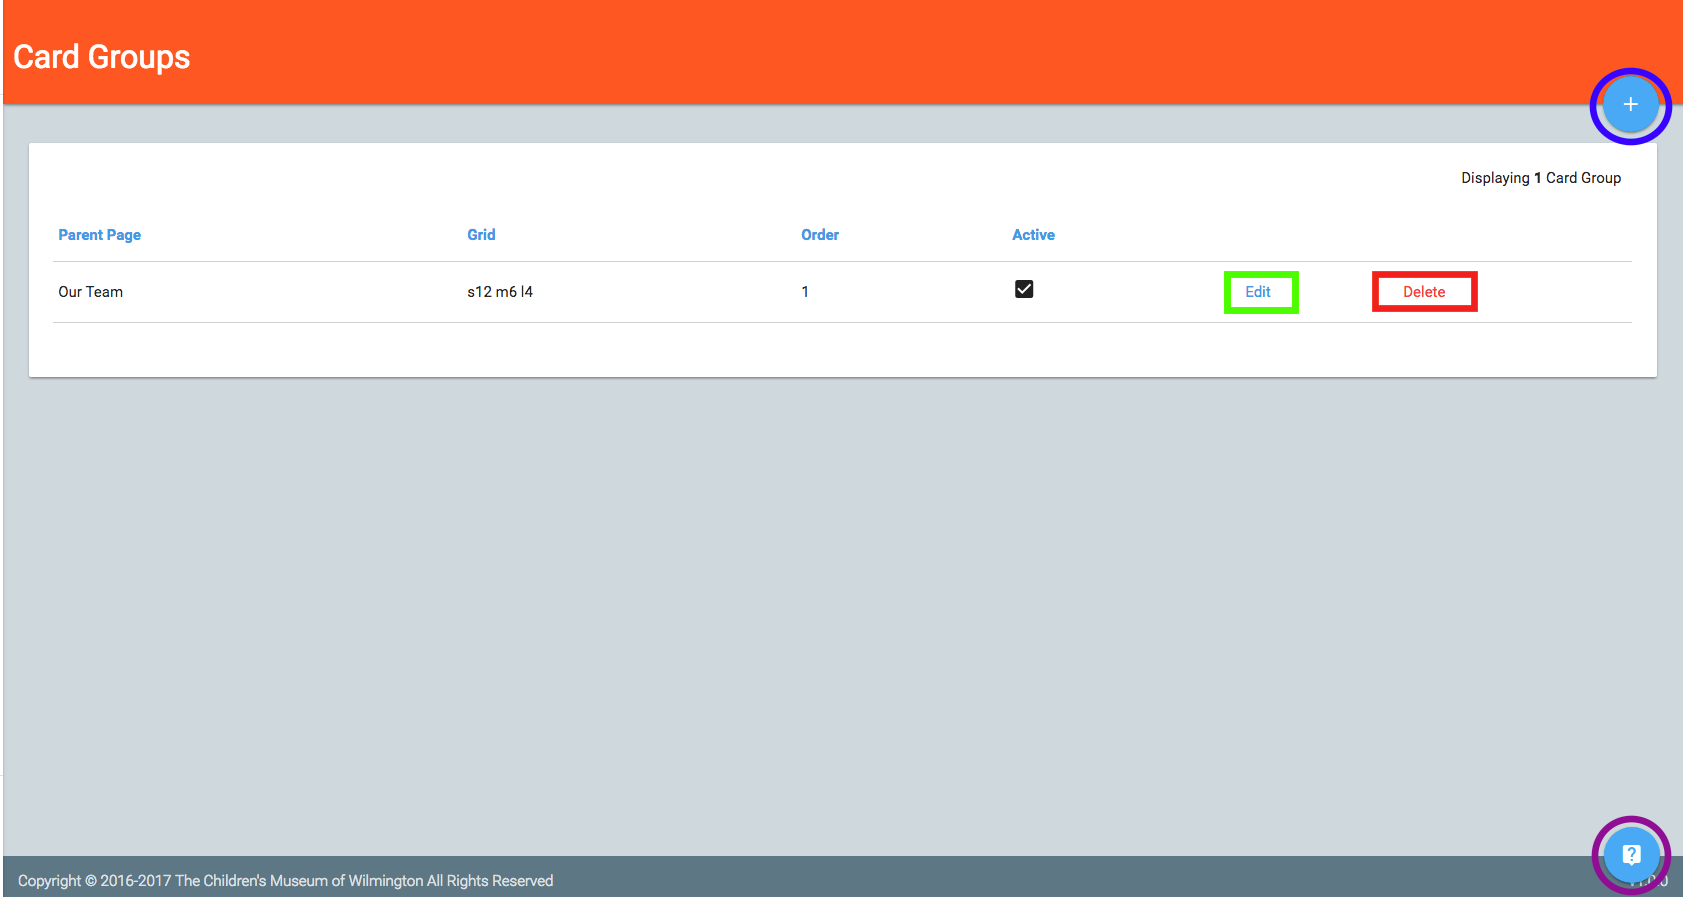 Card Groups
+
Displaying 1 Card Group
Parent Page Grid Order Active
Our Team s12 m6 l4 1 Edit Delete
?
Copyright © 2016-2017 The Children's Museum of Wilmington All Rights Reserved